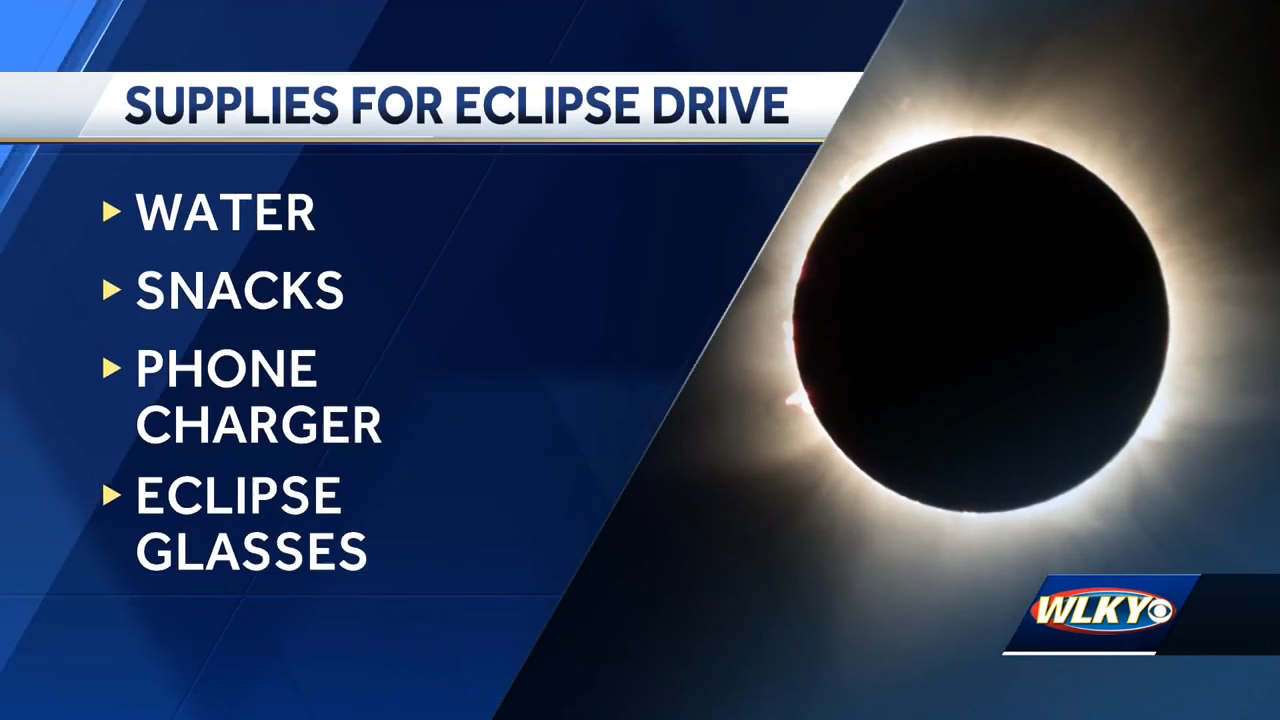 SUPPLIES FOR ECLIPSE DRIVE
WATER
SNACKS
PHONE
CHARGER
ECLIPSE
GLASSES
WLKY